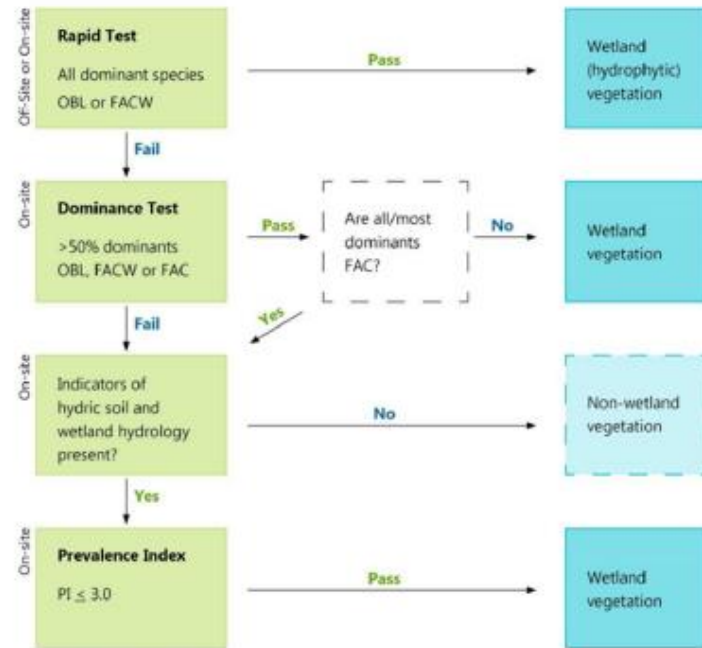 Off-Site or On-site
Rapid Test
All dominant species
OBL or FACW
Pass
Wetland
(hydrophytic)
vegetation
Fail
On-site
Dominance Test
>50% dominants
OBL, FACW or FAC
Pass
Are all/most
dominants
FAC?
No
Wetland
vegetation
Fail
Yes
On-site
Indicators of
hydric soil and
wetland hydrology
present?
No
Non-wetland
vegetation
Yes
On-site
Prevalence Index
PI ≤ 3.0
Pass
Wetland
vegetation